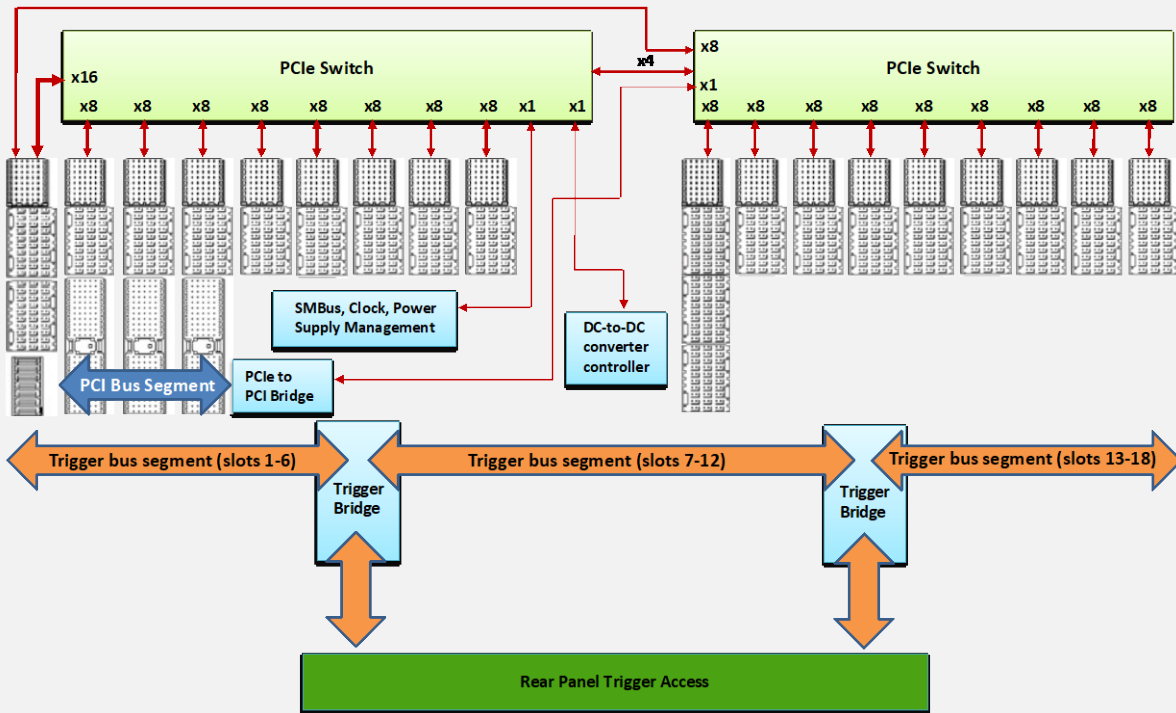 PCIe Switch
x16
x8 x8 x8 x8 x8 x8 x8 x8 x1 x1
x4
x8
PCIe Switch
x1
x8 x8 x8 x8 x8 x8 x8 x8 x8
SMBus, Clock, Power
Supply Management
DC-to-DC
converter
controller
PCI Bus Segment
PCIe to
PCI Bridge
Trigger bus segment (slots 1-6)
Trigger bus segment (slots 7-12)
Trigger bus segment (slots 13-18)
Trigger
Bridge
Trigger
Bridge
Rear Panel Trigger Access